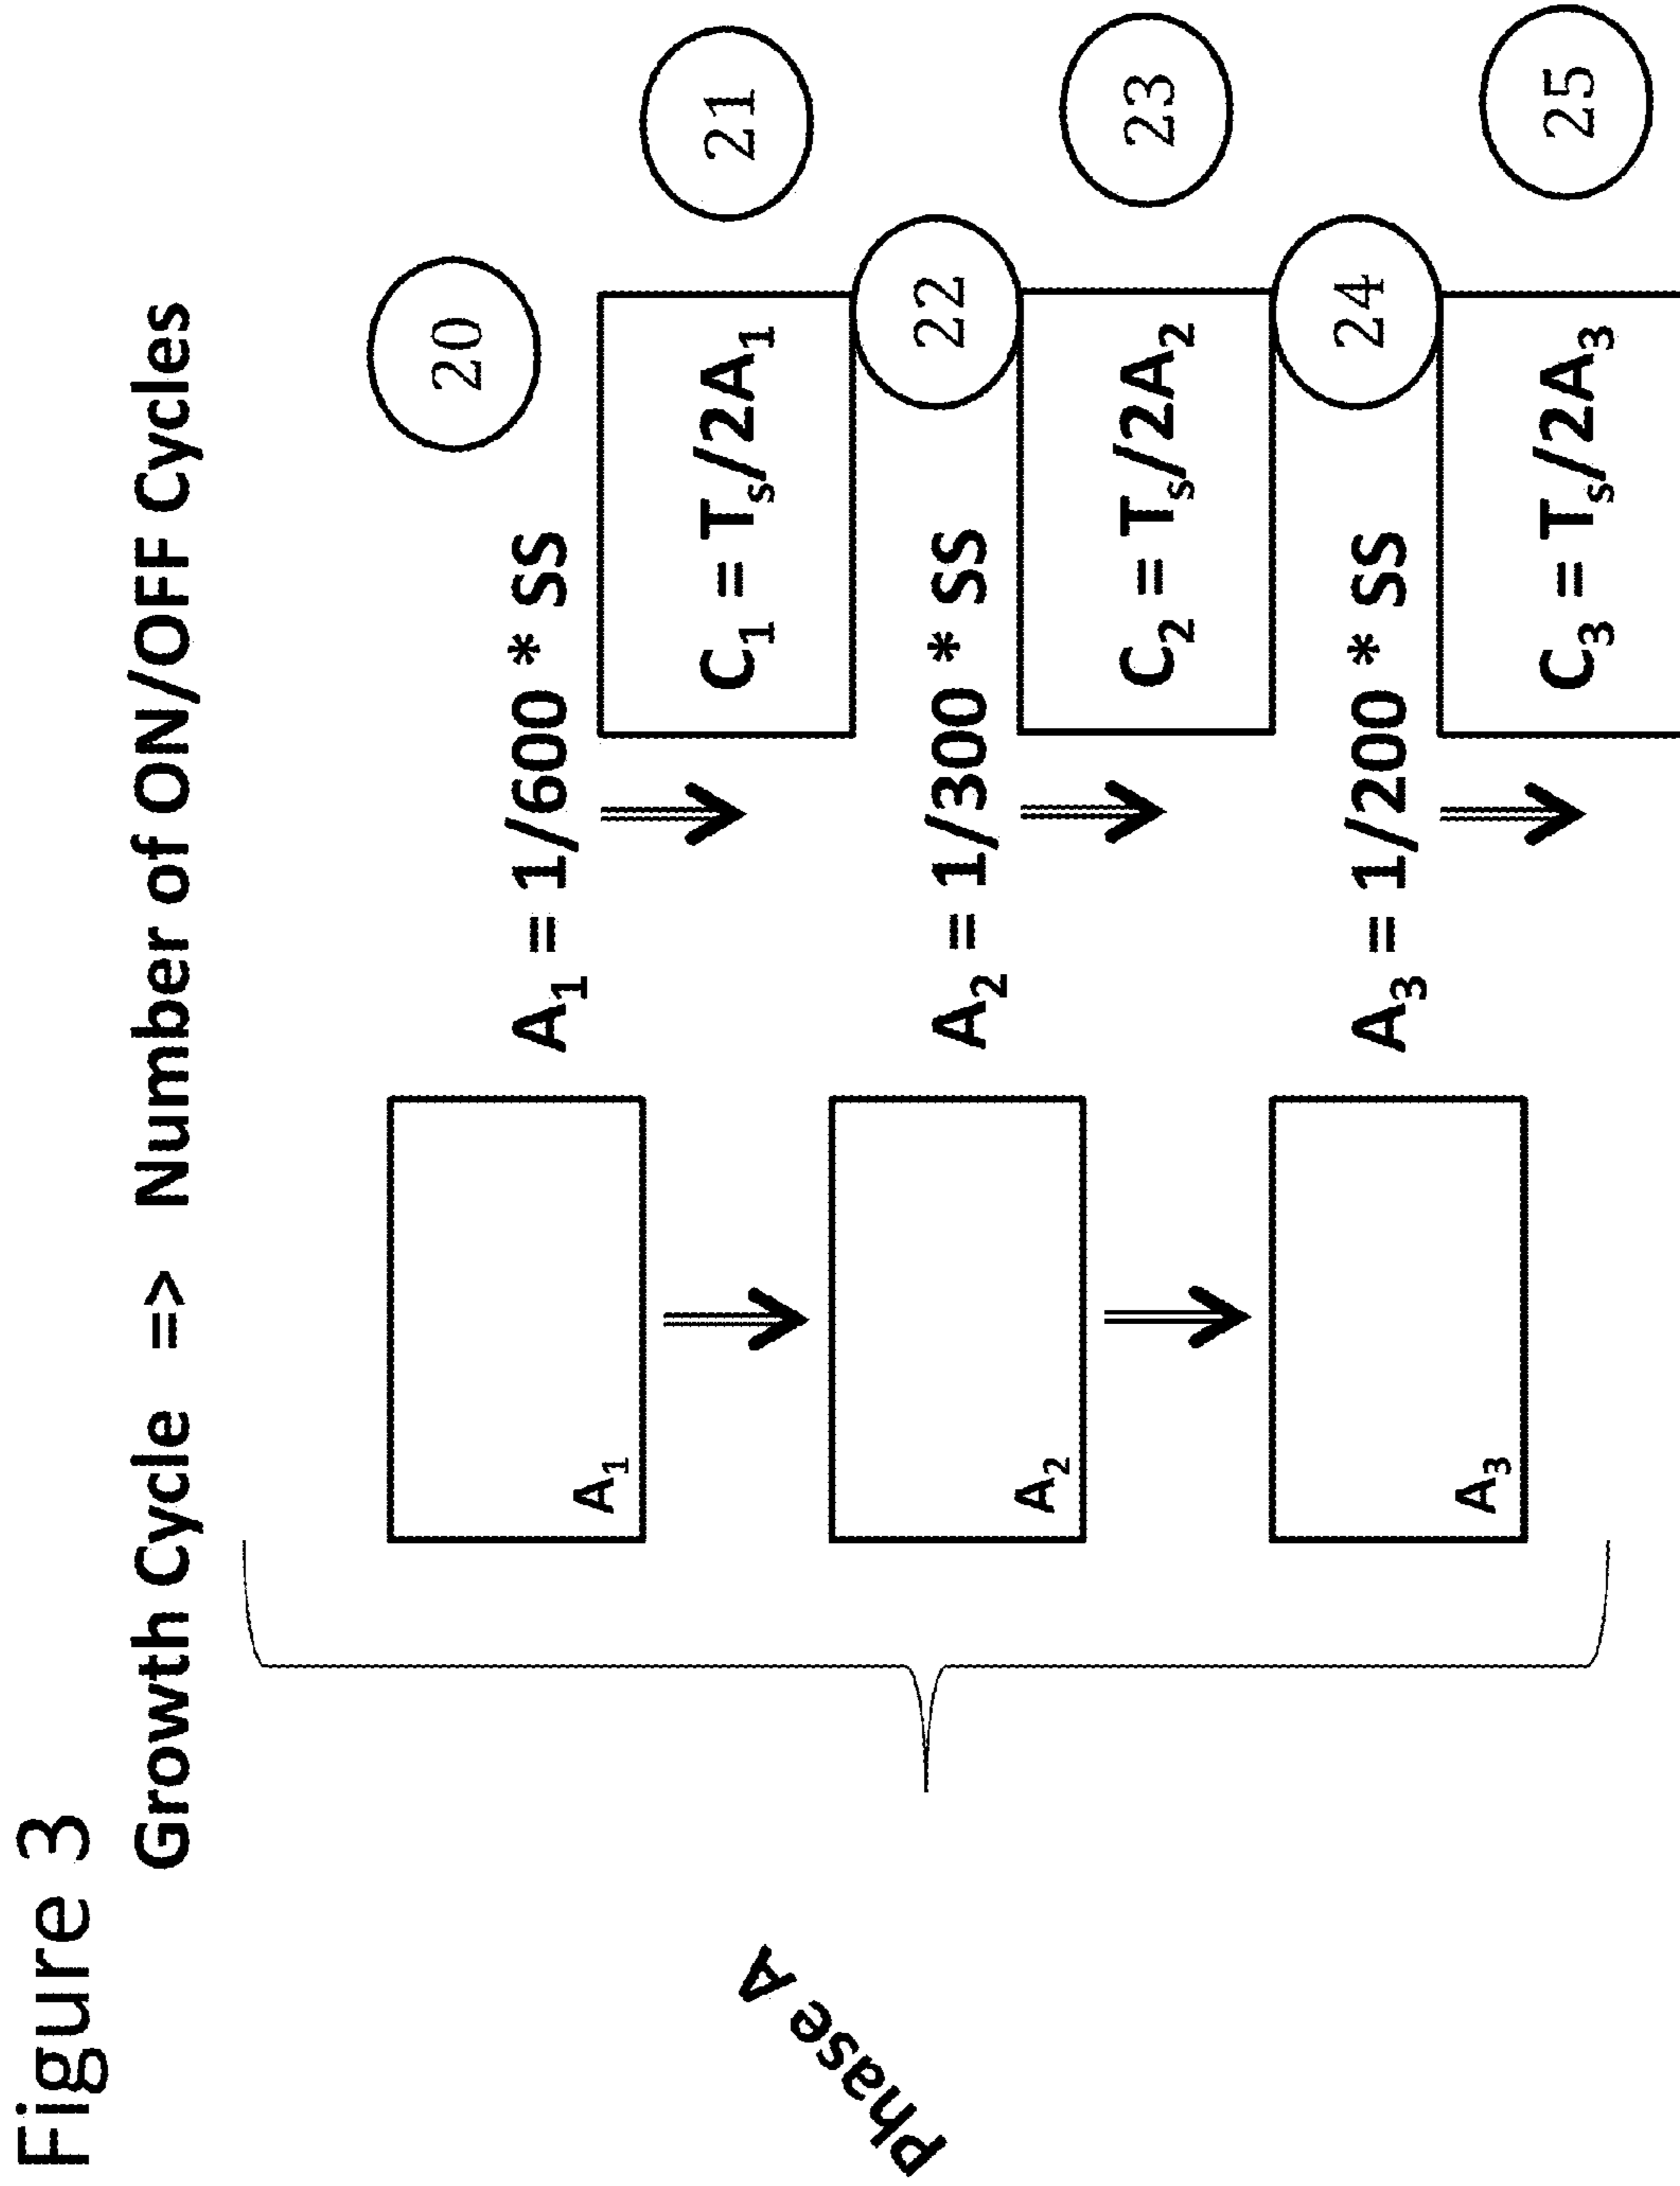 Figure 3
Growth Cycle => Number of ON/OFF Cycles
Phase A
A₁
A₂
A₃
20
A₁ = 1/600 * SS
21
C₁ = Tₛ/2A₁
22
A₂ = 1/300 * SS
23
C₂ = Tₛ/2A₂
24
A₃ = 1/200 * SS
25
C₃ = Tₛ/2A₃